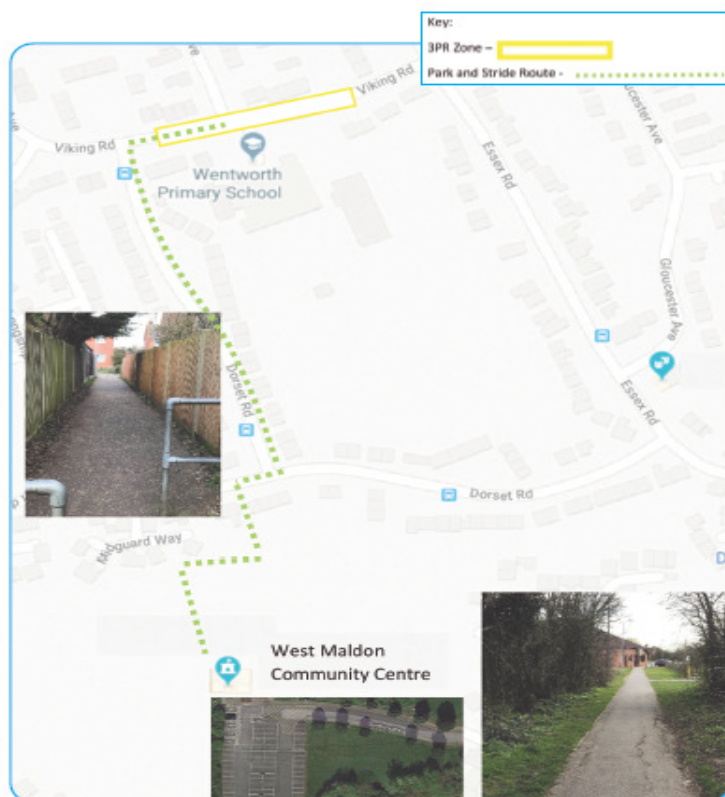 Key:
3PR Zone –
Park and Stride Route -
Viking Rd
Viking Rd
Wentworth
Primary School
Essex Rd
Gloucester Ave
Gloucester Ave
Essex Rd
Dorset Rd
Dorset Rd
Midguard Way
West Maldon
Community Centre